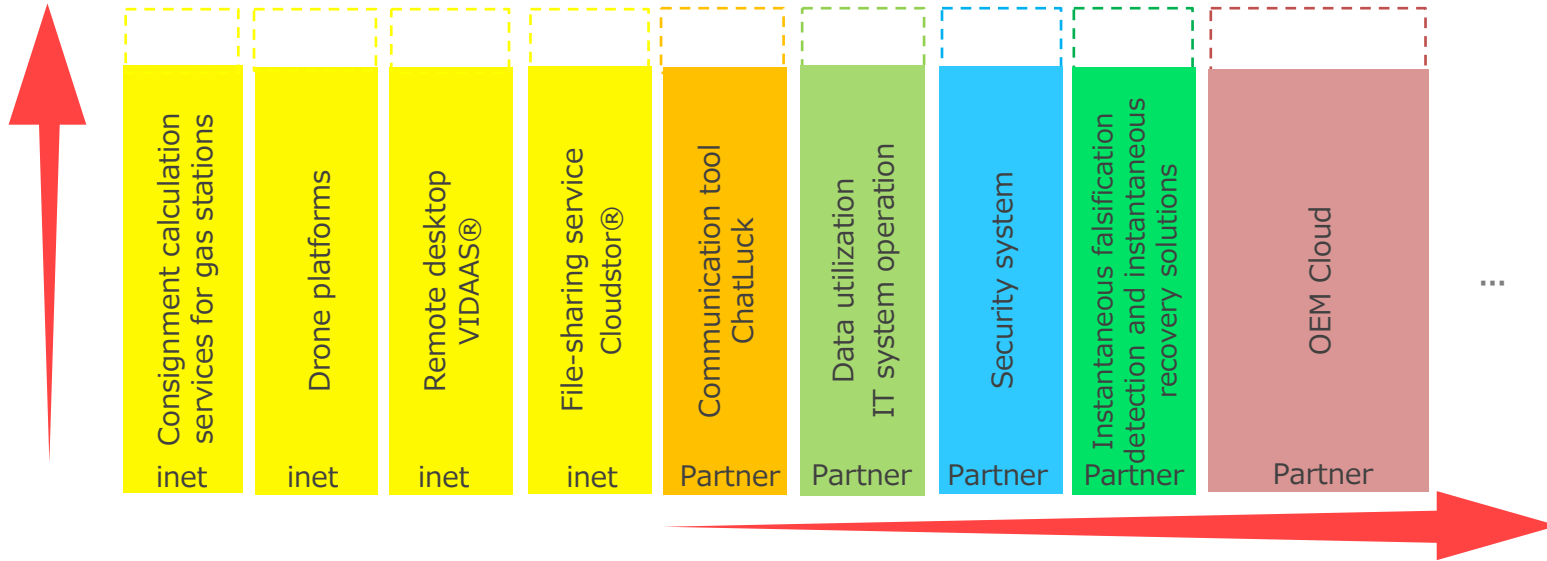 Consignment calculation
services for gas stations
inet
Drone platforms
inet
Remote desktop
VIDAAS®
inet
File-sharing service
Cloudstor®
inet
Communication tool
ChatLuck
Partner
Data utilization
IT system operation
Partner
Security system
Partner
Instantaneous falsification
detection and instantaneous
recovery solutions
Partner
OEM Cloud
Partner
...